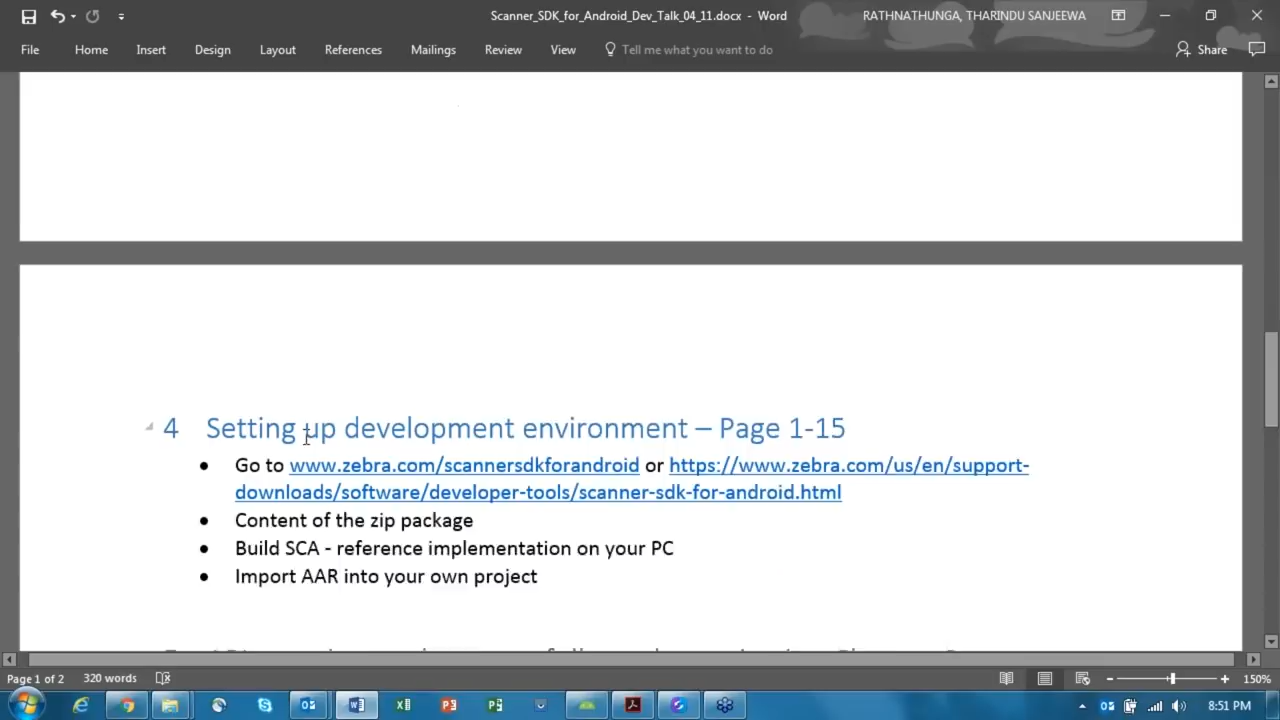 Scanner_SDK_for_Android_Dev_Talk_04_11.docx - Word
RATHNATHUNGA, THARINDU SANJEEWA
File Home Insert Design Layout References Mailings Review View Tell me what you want to do Share
4 Setting up development environment – Page 1-15
• Go to www.zebra.com/scannersdkforandroid or https://www.zebra.com/us/en/support-
downloads/software/developer-tools/scanner-sdk-for-android.html
• Content of the zip package
• Build SCA - reference implementation on your PC
• Import AAR into your own project
Page 1 of 2 320 words 150%
8:51 PM